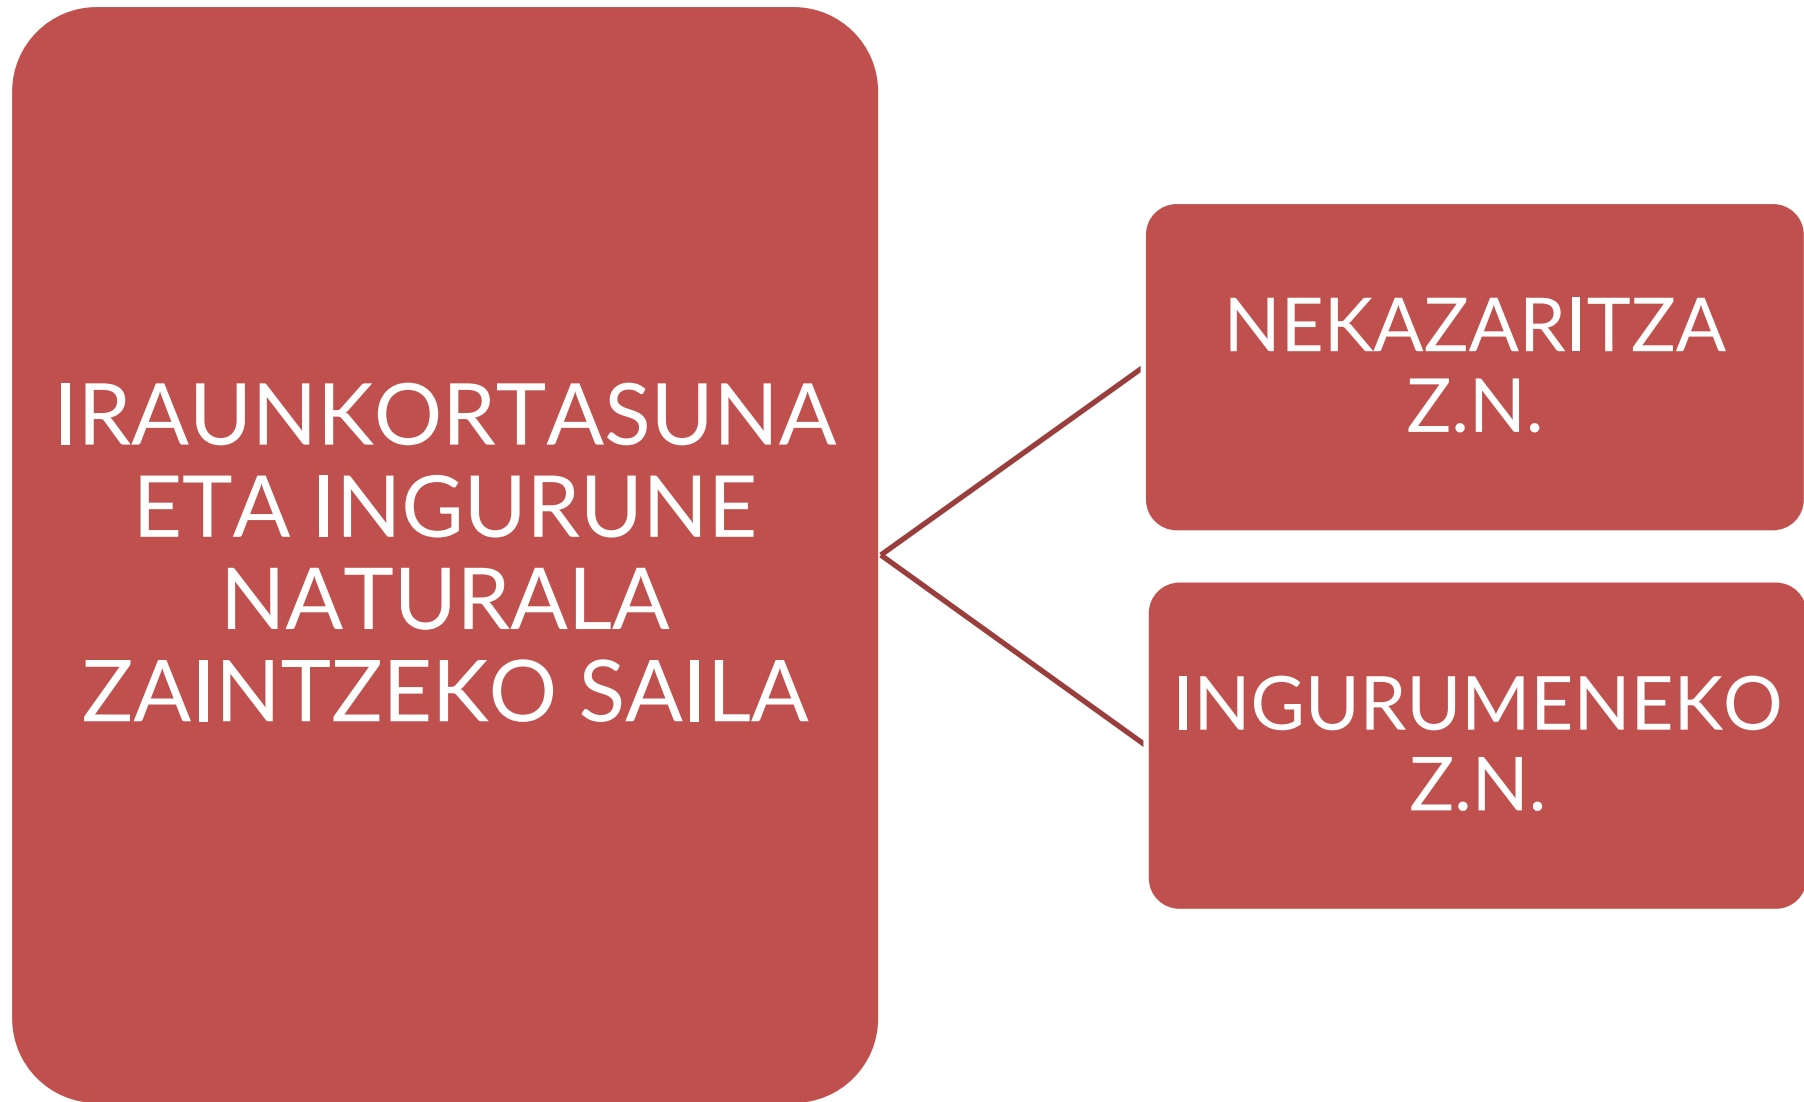 IRAUNKORTASUNA
ETA INGURUNE
NATURALA
ZAINTZEKO SAILA
NEKAZARITZA
Z.N.
INGURUMENEKO
Z.N.